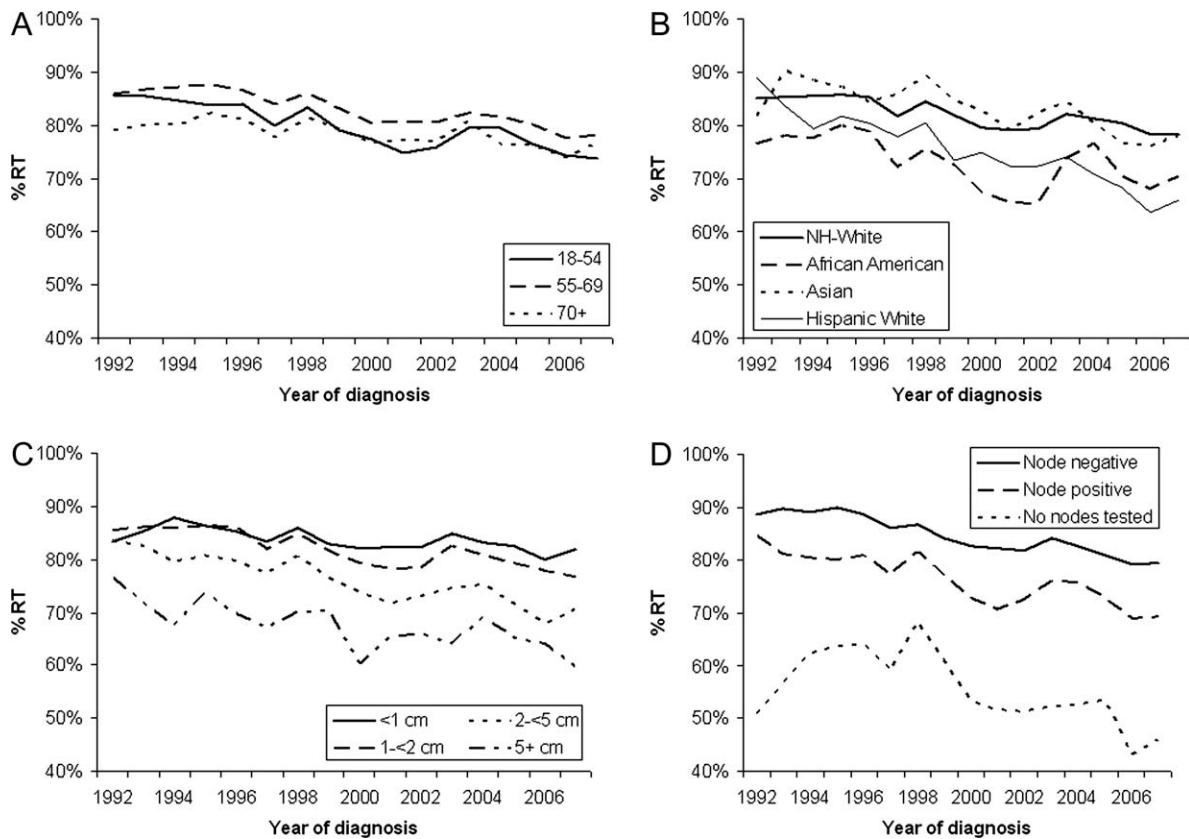 A
100%
90%
80%
70%
60%
50%
40%
%RT
18-54
55-69
70+
1992 1994 1996 1998 2000 2002 2004 2006
Year of diagnosis
B
100%
90%
80%
70%
60%
50%
40%
%RT
NH-White
African American
Asian
Hispanic White
1992 1994 1996 1998 2000 2002 2004 2006
Year of diagnosis
C
100%
90%
80%
70%
60%
50%
40%
%RT
<1 cm 2-<5 cm
1-<2 cm 5+ cm
1992 1994 1996 1998 2000 2002 2004 2006
Year of diagnosis
D
100%
90%
80%
70%
60%
50%
40%
%RT
Node negative
Node positive
No nodes tested
1992 1994 1996 1998 2000 2002 2004 2006
Year of diagnosis